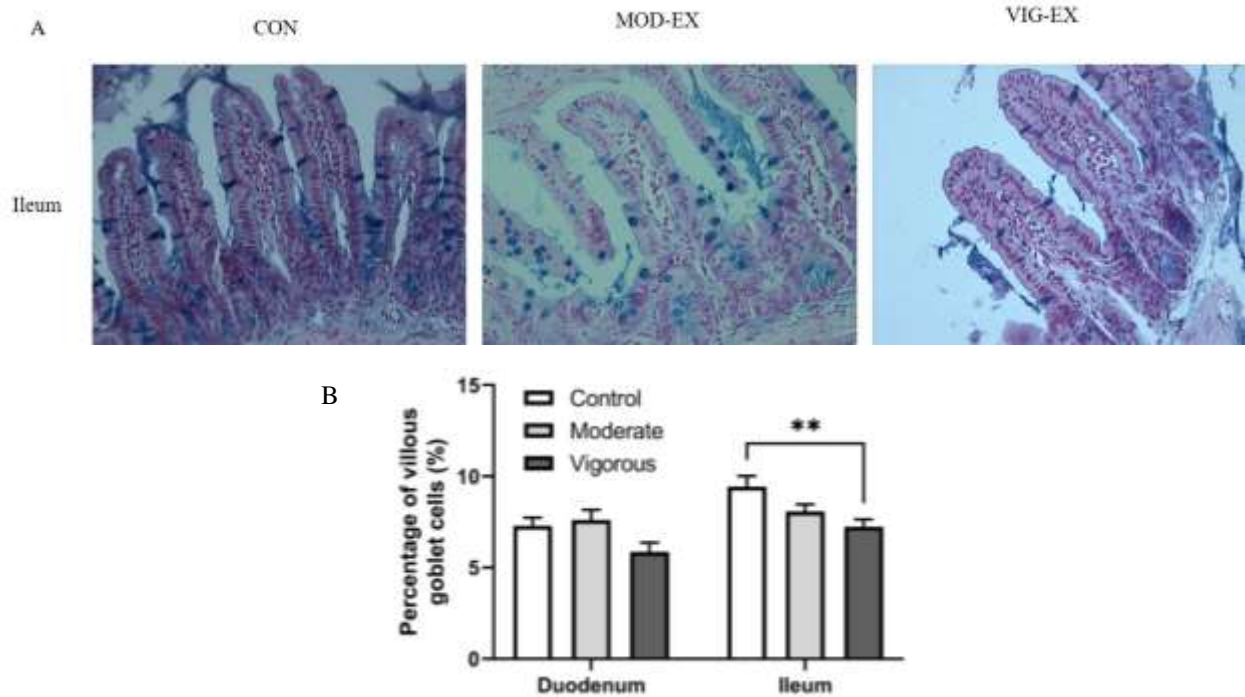 A
CON
MOD-EX
VIG-EX
Ileum
B
Percentage of villous
goblet cells (%)
15
10
5
0
Control
Moderate
Vigorous
**
Duodenum
Ileum